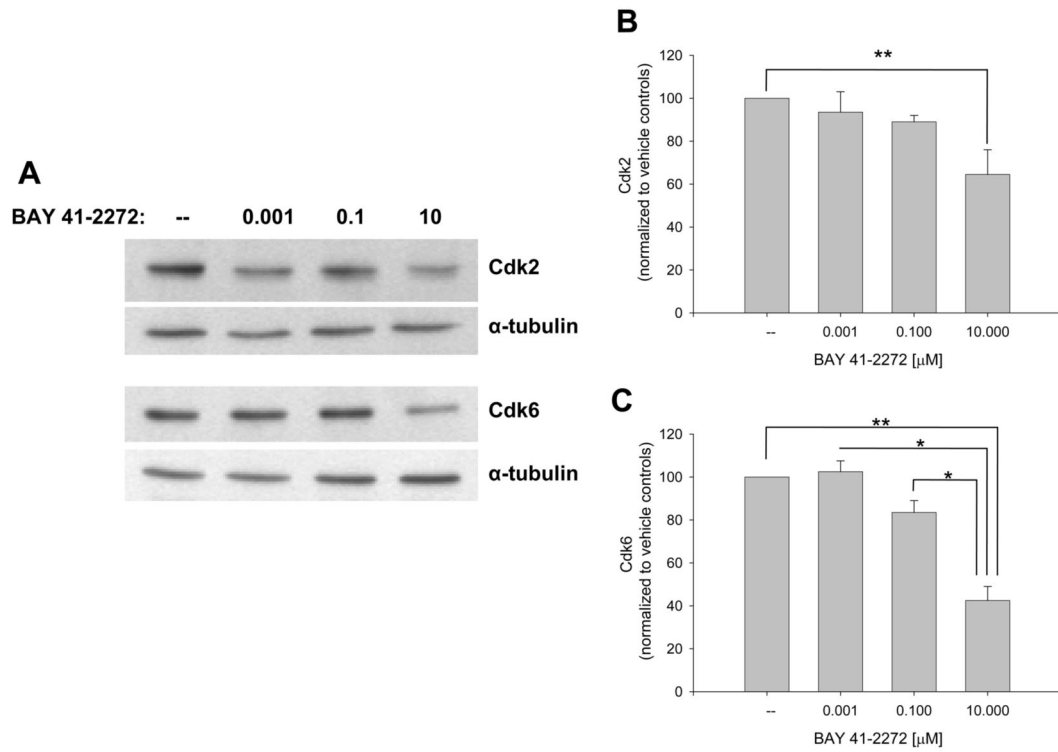 A
BAY 41-2272: -- 0.001 0.1 10
Cdk2
α-tubulin
Cdk6
α-tubulin
B
120
100
80
60
40
20
0
Cdk2
(normalized to vehicle controls)
**
-- 0.001 0.100 10.000
BAY 41-2272 [μM]
C
120
100
80
60
40
20
0
Cdk6
(normalized to vehicle controls)
**
*
*
-- 0.001 0.100 10.000
BAY 41-2272 [μM]